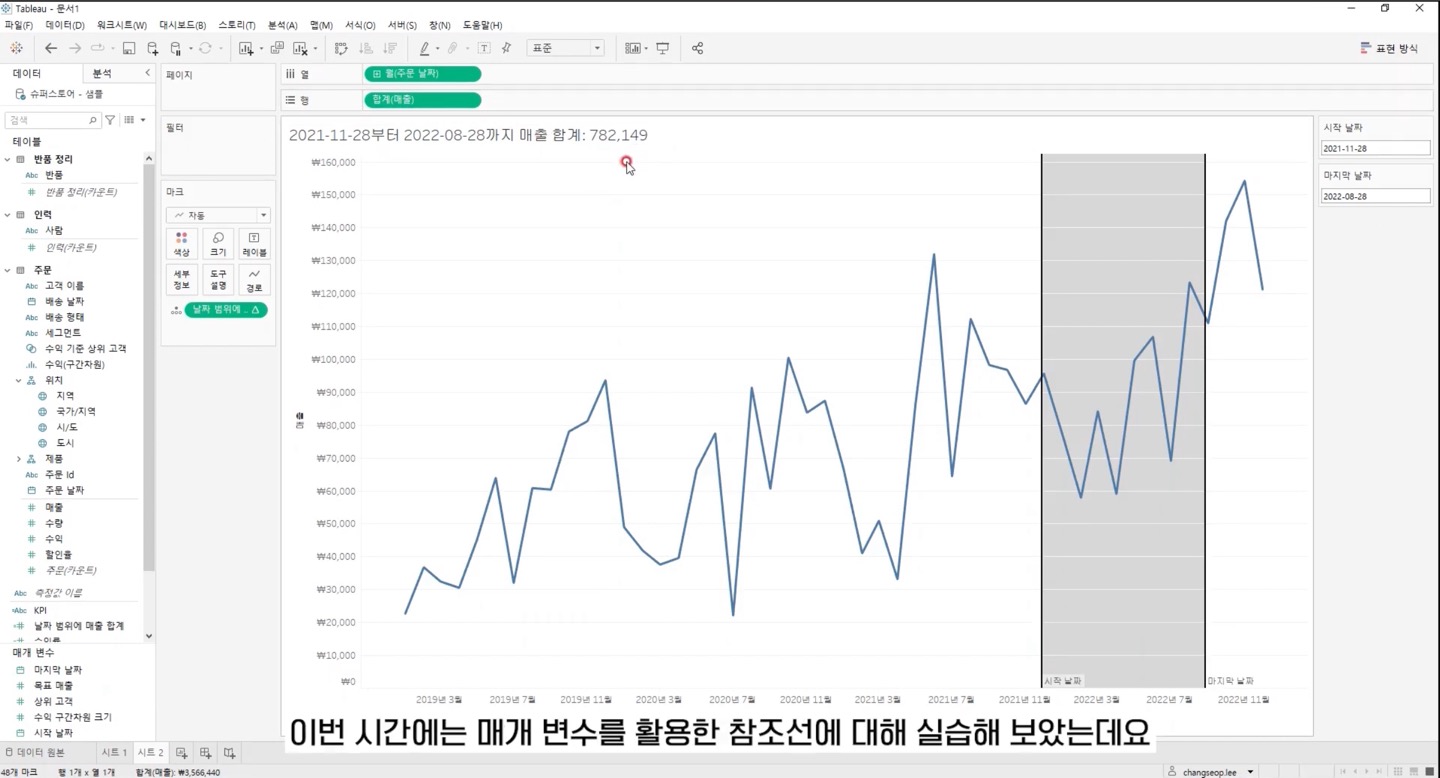 Tableau - 문서1
파일(F) 데이터(D) 워크시트(W) 대시보드(B) 스토리(T) 분석(A) 맵(M) 서식(O) 서버(S) 창(N) 도움말(H)
표준
표현 방식
데이터 분석
슈퍼스토어 - 샘플
검색
테이블
반품 정리
Abc 반품
# 반품 정리(카운트)
인력
Abc 사람
# 인력(카운트)
주문
Abc 고객 이름
배송 날짜
Abc 배송 형태
Abc 세그먼트
수익 기준 상위 고객
수익(구간차원)
위치
지역
국가/지역
시/도
도시
제품
Abc 주문 Id
주문 날짜
# 매출
# 수량
# 수익
# 할인율
# 주문(카운트)
Abc 측정값 이름
=Abc KPI
=# 날짜 범위에 매출 합계
=# 수익률
매개 변수
마지막 날짜
# 목표 매출
# 상위 고객
# 수익 구간차원 크기
시작 날짜
페이지
필터
마크
자동
색상 크기 레이블
세부 정보 도구 설명 경로
날짜 범위에 ..
열 월(주문 날짜)
행 합계(매출)
2021-11-28부터 2022-08-28까지 매출 합계: 782,149
₩160,000
₩150,000
₩140,000
₩130,000
₩120,000
₩110,000
₩100,000
₩90,000
₩80,000
₩70,000
₩60,000
₩50,000
₩40,000
₩30,000
₩20,000
₩10,000
₩0
매출
시작 날짜 마지막 날짜
2019년 3월 2019년 7월 2019년 11월 2020년 3월 2020년 7월 2020년 11월 2021년 3월 2021년 7월 2021년 11월 2022년 3월 2022년 7월 2022년 11월
시작 날짜
2021-11-28
마지막 날짜
2022-08-28
이번 시간에는 매개 변수를 활용한 참조선에 대해 실습해 보았는데요
데이터 원본 시트 1 시트 2
48개 마크 행 1개 x 열 1개 합계(매출): ₩3,566,440
changseop.lee